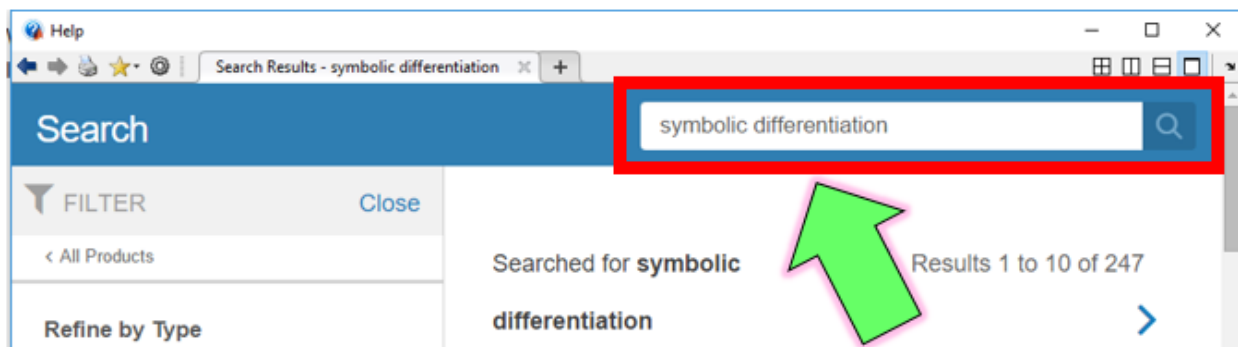 Help
Search Results - symbolic differentiation
Search
symbolic differentiation
FILTER
Close
< All Products
Searched for symbolic
differentiation
Results 1 to 10 of 247
Refine by Type